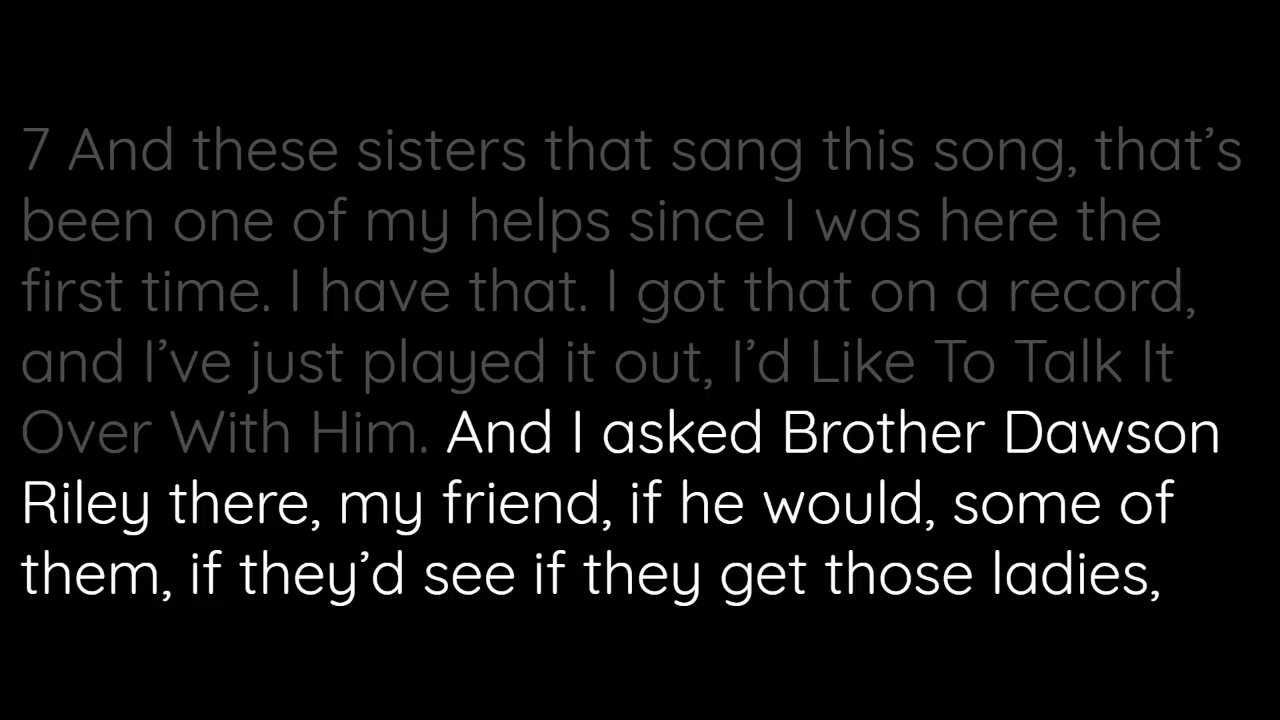 7 And these sisters that sang this song, that’s
been one of my helps since I was here the
first time. I have that. I got that on a record,
and I’ve just played it out, I’d Like To Talk It
Over With Him. And I asked Brother Dawson
Riley there, my friend, if he would, some of
them, if they’d see if they get those ladies,